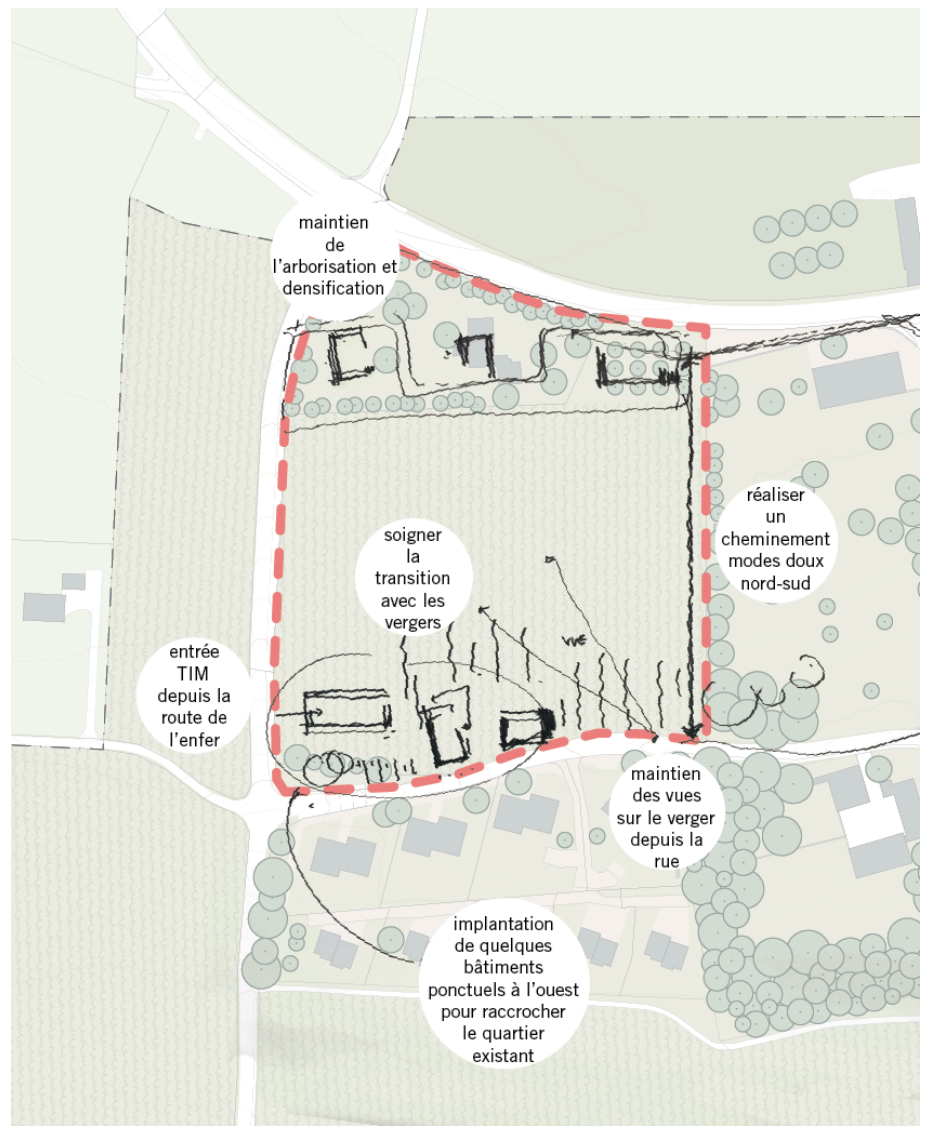 maintien
de
l'arborisation et
densification
réaliser
un
cheminement
modes doux
nord-sud
soigner
la
transition
avec les
vergers
vue
entrée
TIM
depuis la
route de
l'enfer
maintien
des vues
sur le verger
depuis la
rue
implantation
de quelques
bâtiments
ponctuels à l'ouest
pour raccrocher
le quartier
existant